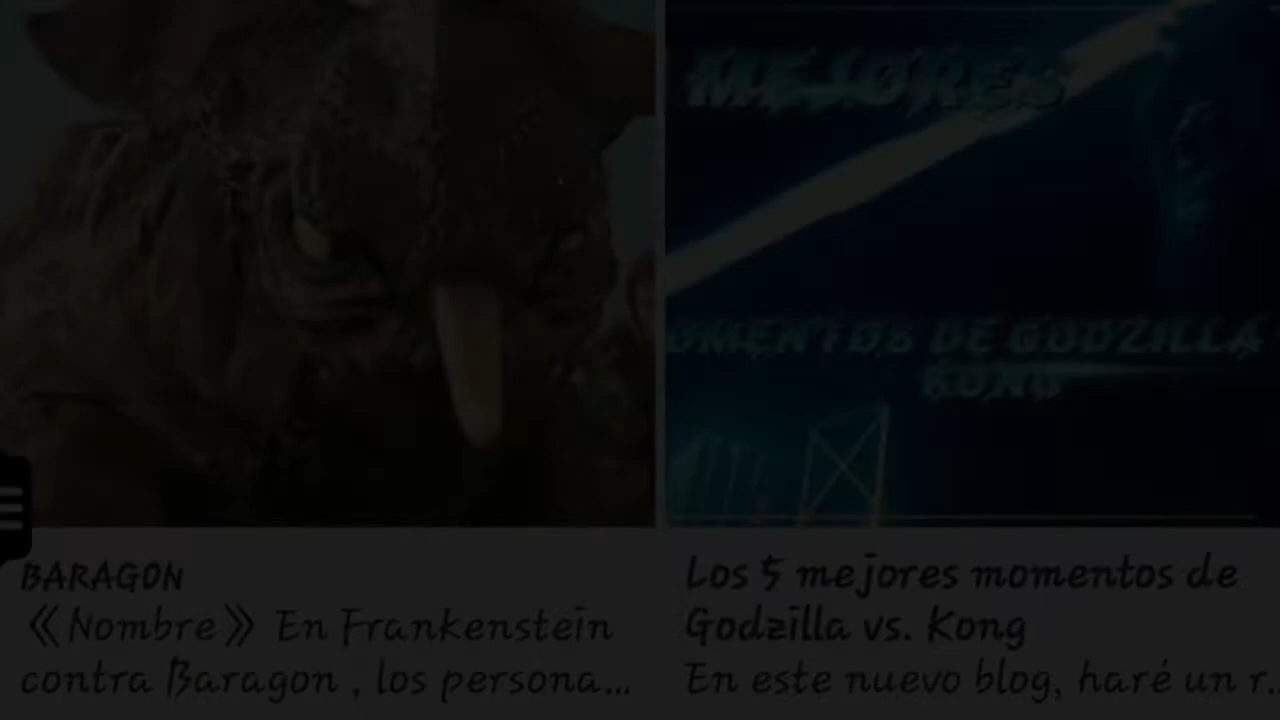 MEJORES
OMENTOS DE GODZILLA
KONG
BARAGON
《Nombre》 En Frankenstein
contra Baragon , los persona...
Los 5 mejores momentos de
Godzilla vs. Kong
En este nuevo blog, haré un r..